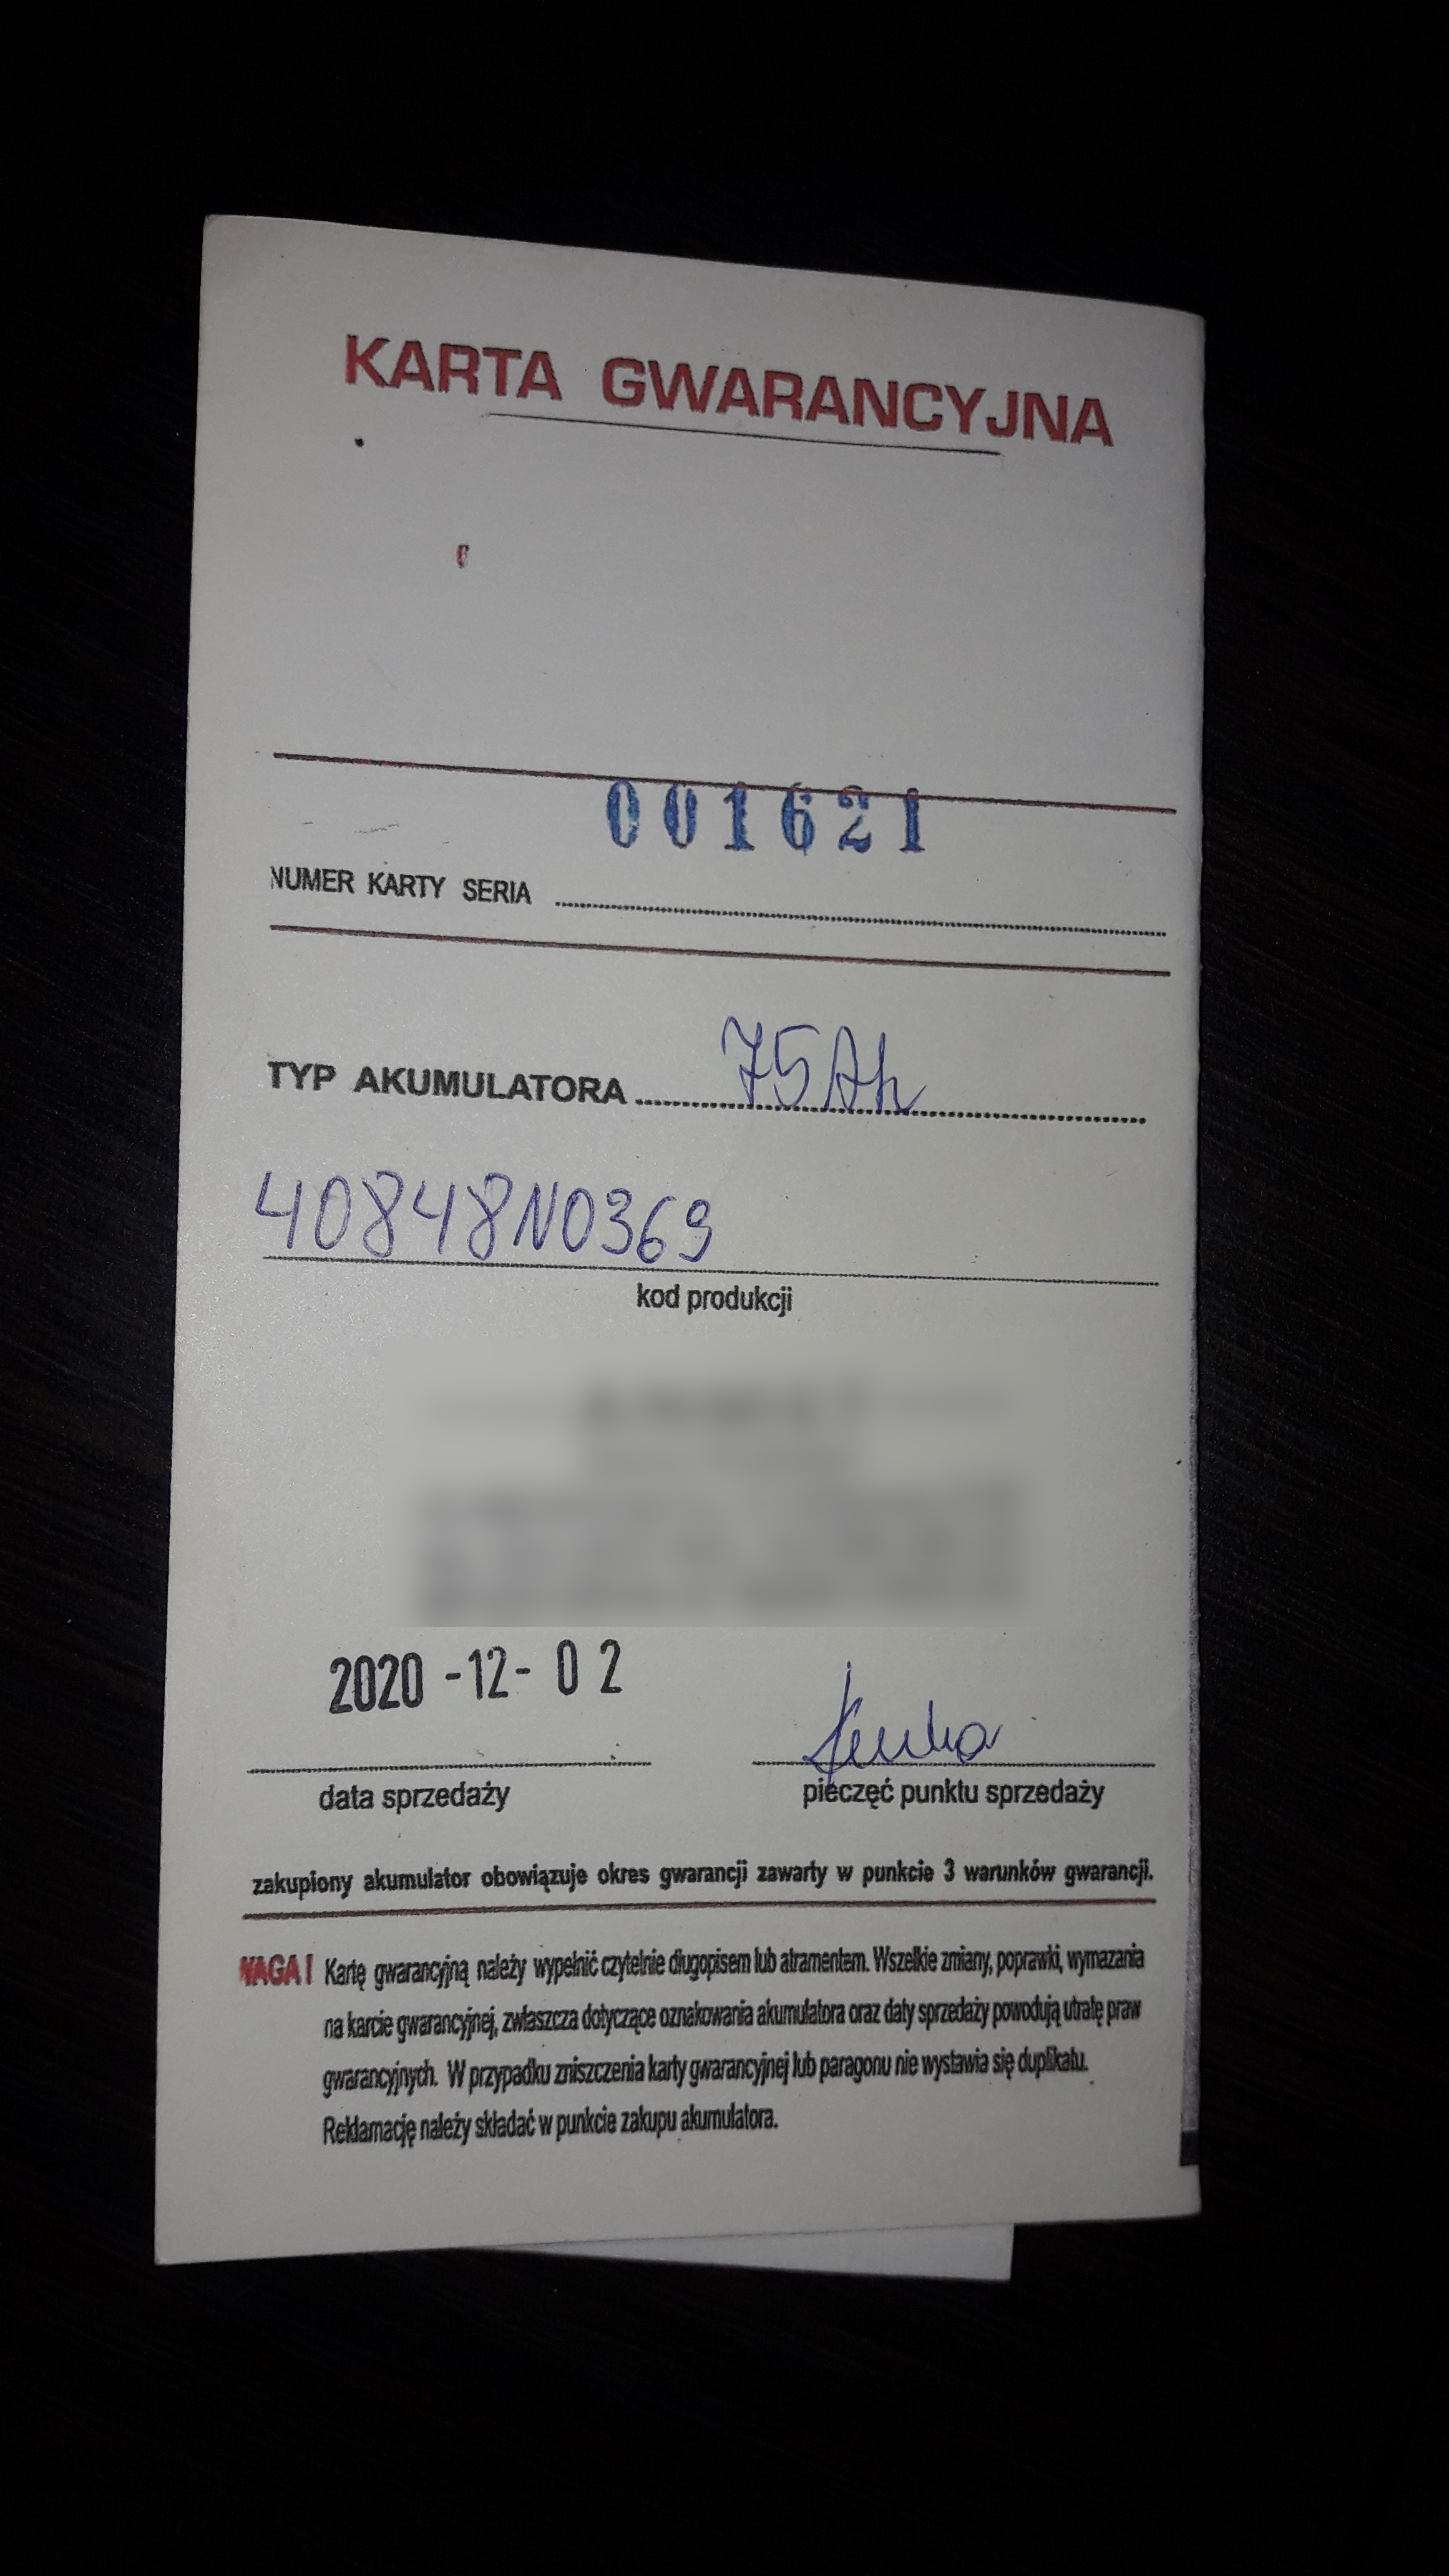 KARTA GWARANCYJNA
001621
NUMER KARTY SERIA
TYP AKUMULATORA 75Ah
40848N0369
kod produkcji
2020-12-02
data sprzedaży
pieczęć punktu sprzedaży
zakupiony akumulator obowiązuje okres gwarancji zawarty w punkcie 3 warunków gwarancji.
WAGA! Kartę gwarancyjną należy wypełnić czytelnie długopisem lub atramentem. Wszelkie zmiany, poprawki, wymazania
na karcie gwarancyjnej, zwłaszcza dotyczące oznakowania akumulatora oraz daty sprzedaży powodują utratę praw
gwarancyjnych. W przypadku zniszczenia karty gwarancyjnej lub paragonu nie wystawia się duplikatu.
Reklamację należy składać w punkcie zakupu akumulatora.